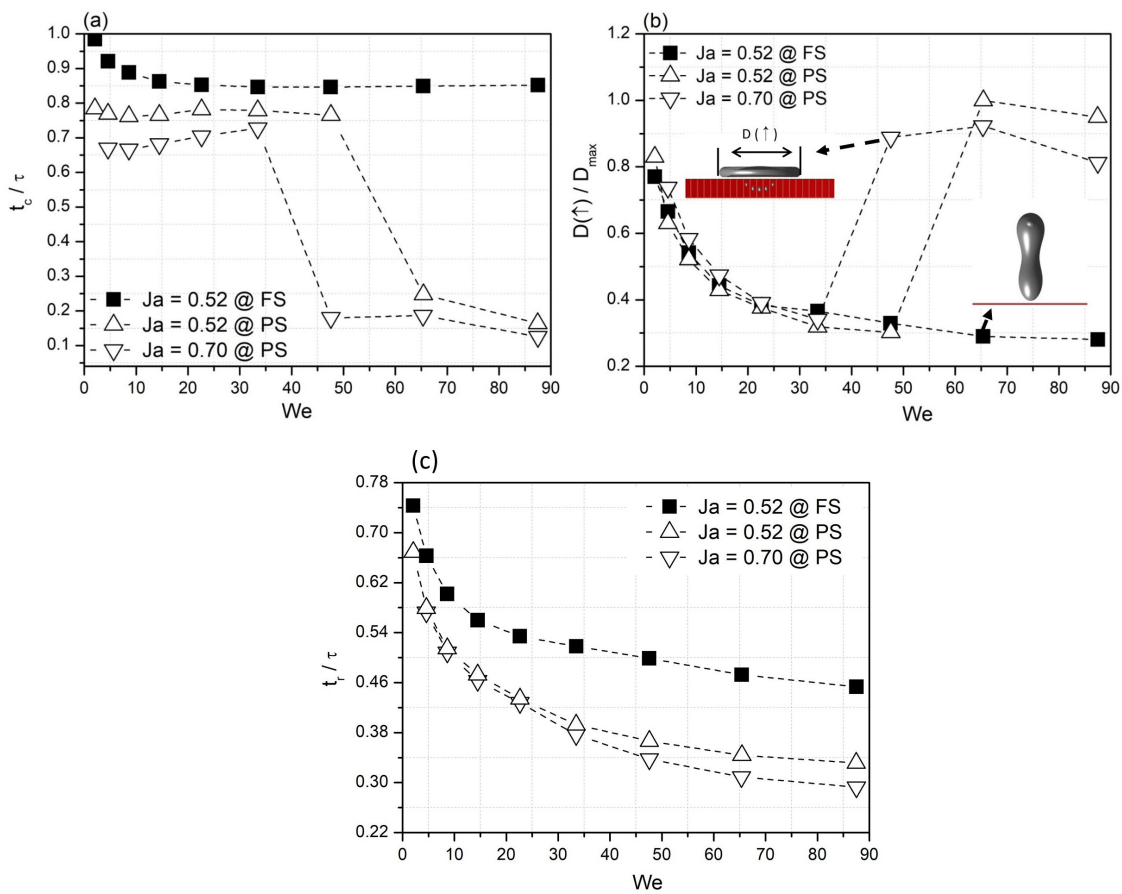 (a)
1.0
0.9
0.8
0.7
0.6
0.5
0.4
0.3
0.2
0.1
t_c / τ
Ja = 0.52 @ FS
Ja = 0.52 @ PS
Ja = 0.70 @ PS
0 10 20 30 40 50 60 70 80 90
We
(b)
1.2
1.0
0.8
0.6
0.4
0.2
D(↑) / D_max
Ja = 0.52 @ FS
Ja = 0.52 @ PS
Ja = 0.70 @ PS
D (↑)
0 10 20 30 40 50 60 70 80 90
We
(c)
0.78
0.70
0.62
0.54
0.46
0.38
0.30
0.22
t_r / τ
Ja = 0.52 @ FS
Ja = 0.52 @ PS
Ja = 0.70 @ PS
0 10 20 30 40 50 60 70 80 90
We